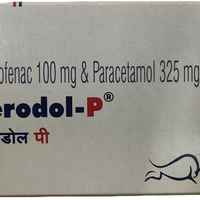 ofenac 100 mg & Paracetamol 325 mg
erodol-P®
डोल पी